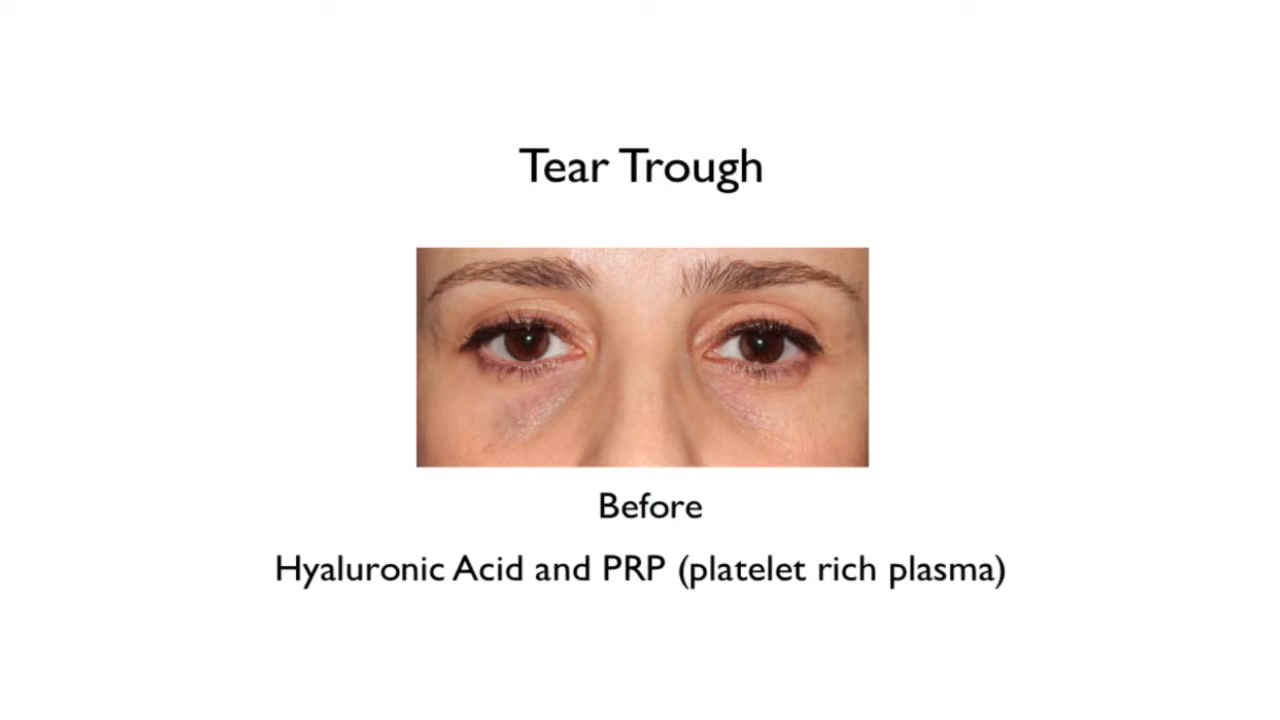 Tear Trough
Before
Hyaluronic Acid and PRP (platelet rich plasma)